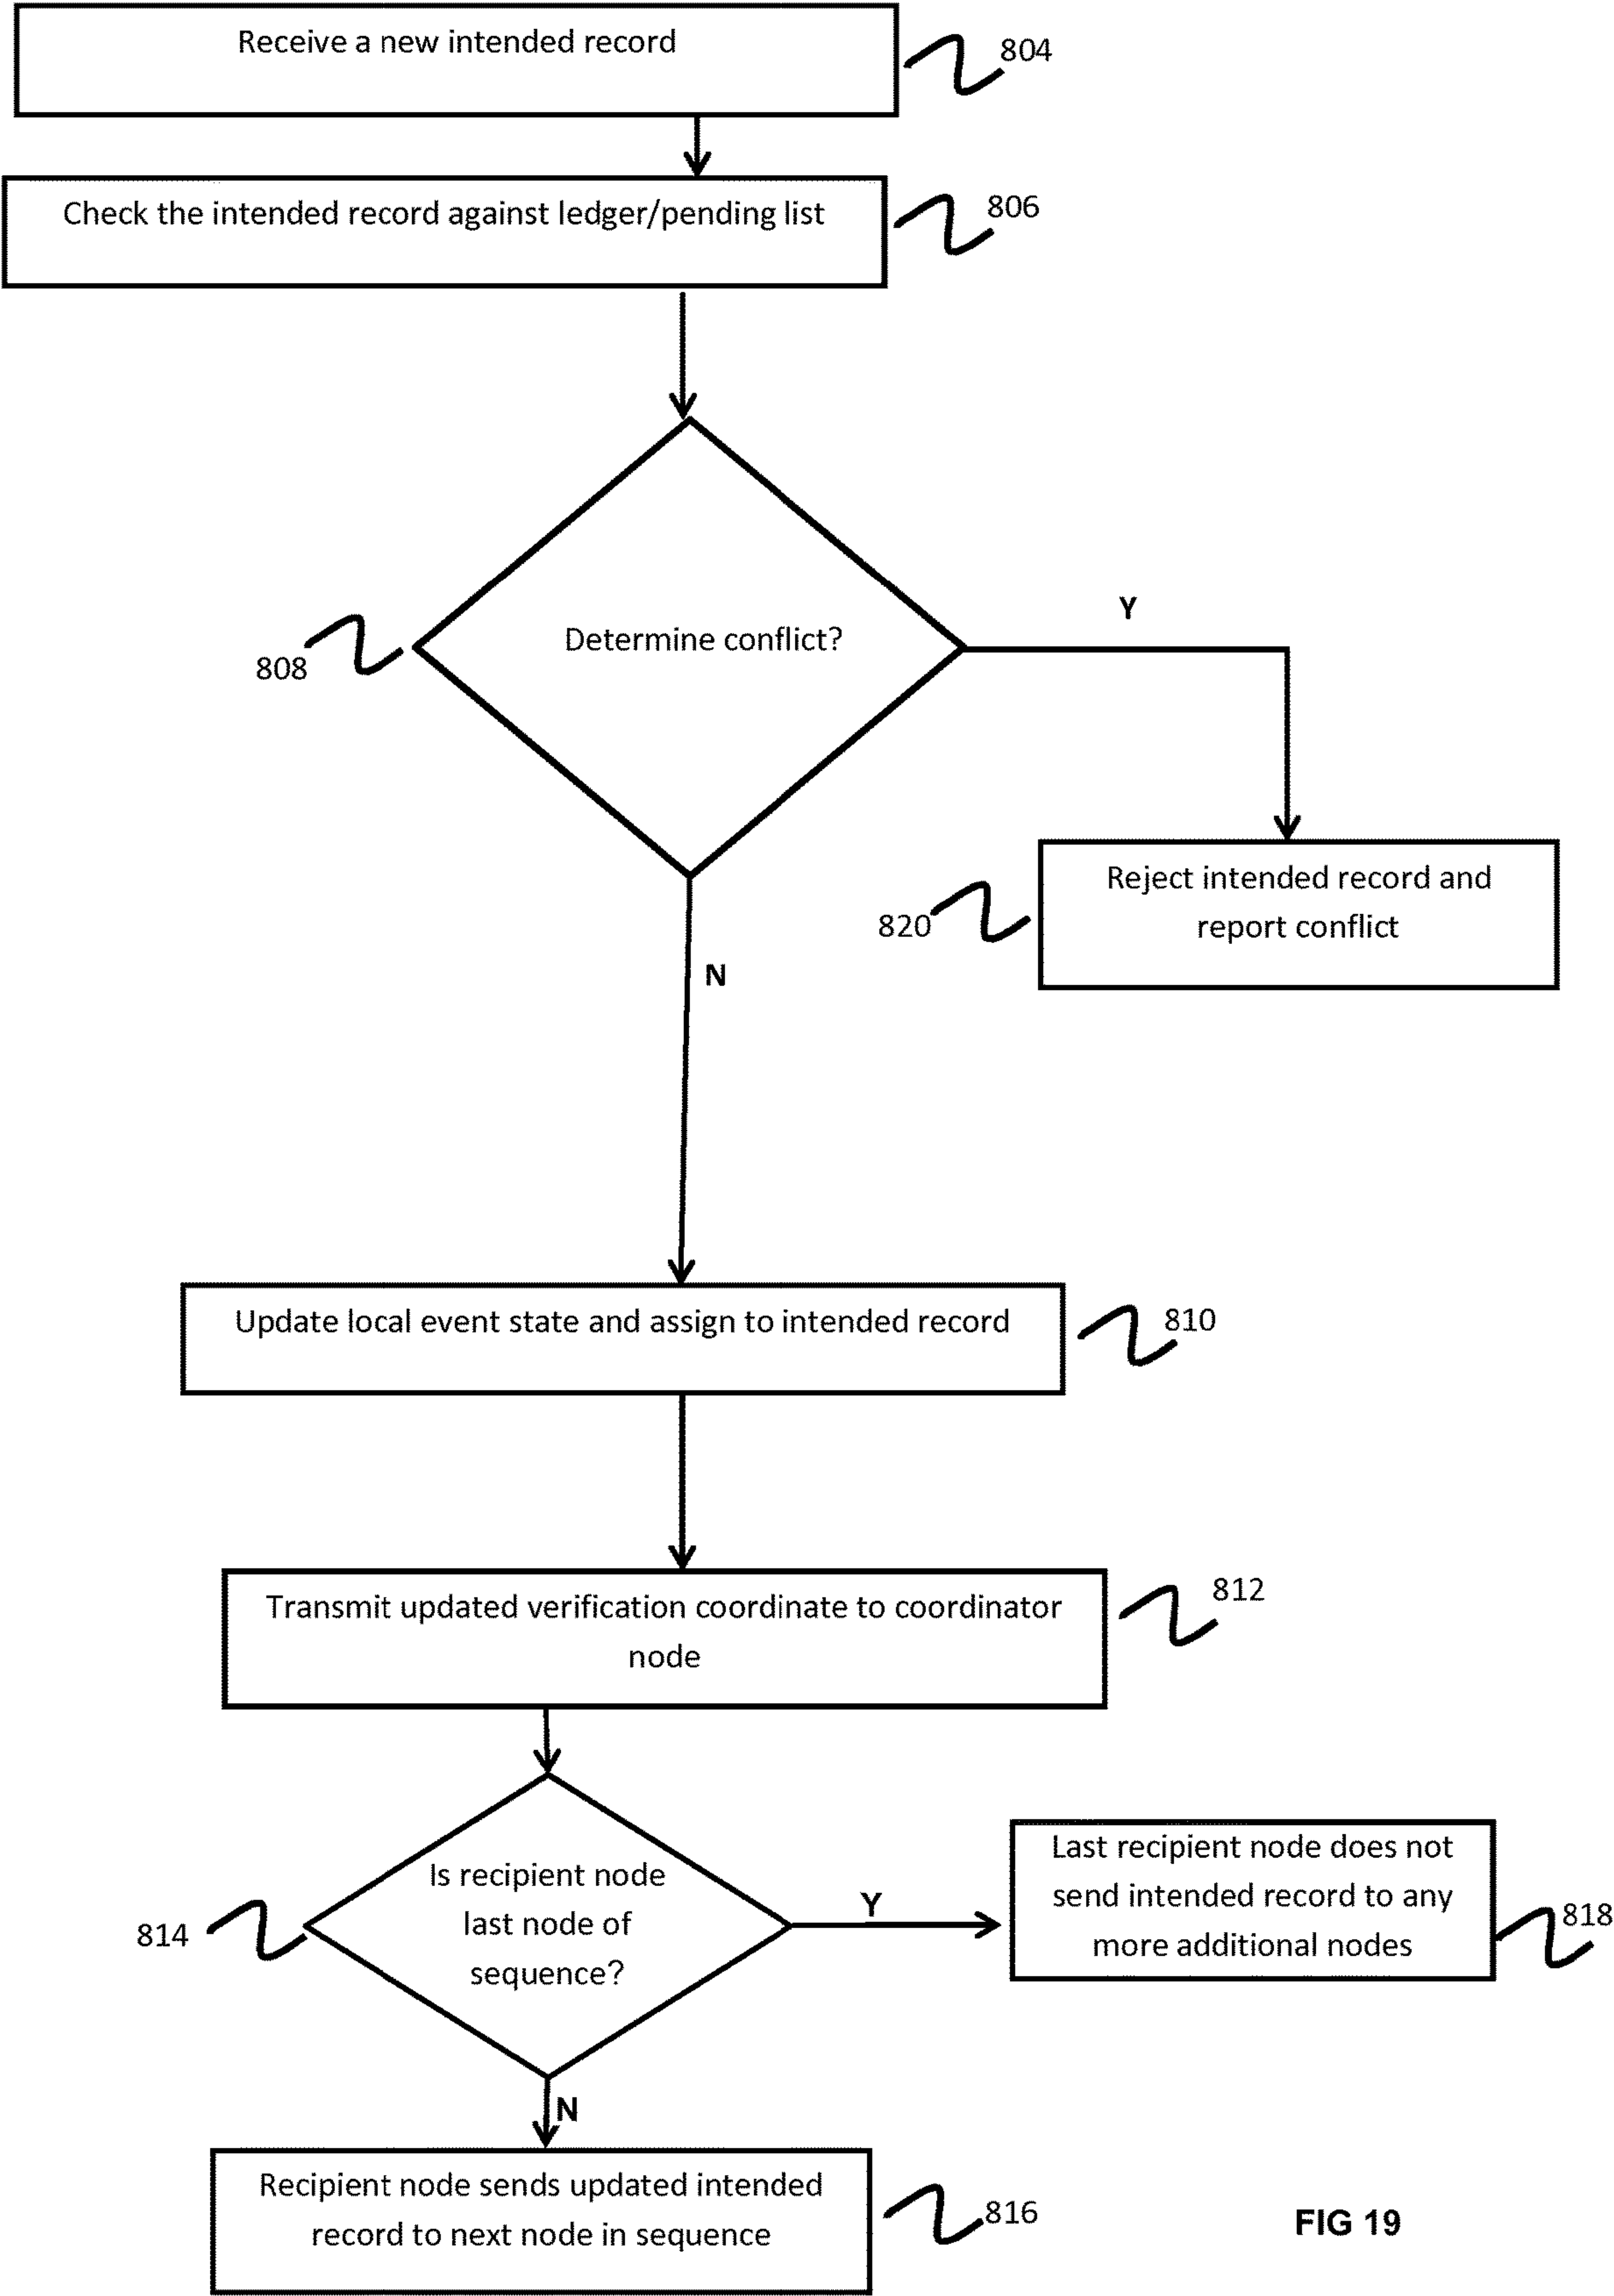 Receive a new intended record
804
Check the intended record against ledger/pending list
806
Determine conflict?
808
Y
Reject intended record and
report conflict
820
N
Update local event state and assign to intended record
810
Transmit updated verification coordinate to coordinator
node
812
Is recipient node
last node of
sequence?
814
Y
Last recipient node does not
send intended record to any
more additional nodes
818
N
Recipient node sends updated intended
record to next node in sequence
816
FIG 19